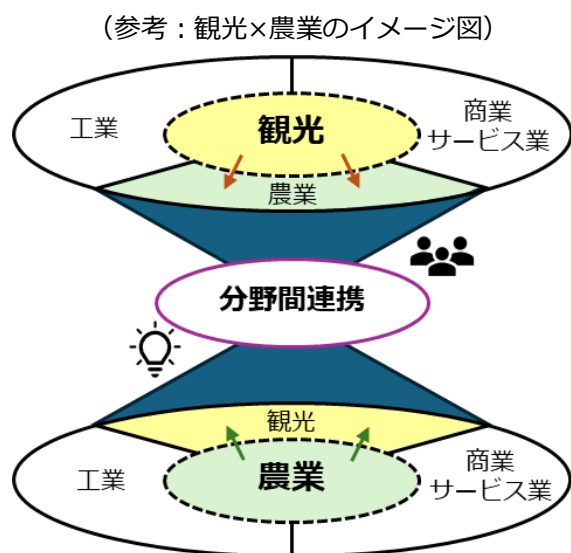 （参考：観光×農業のイメージ図）
工業
観光
商業
サービス業
農業
分野間連携
観光
工業
農業
商業
サービス業